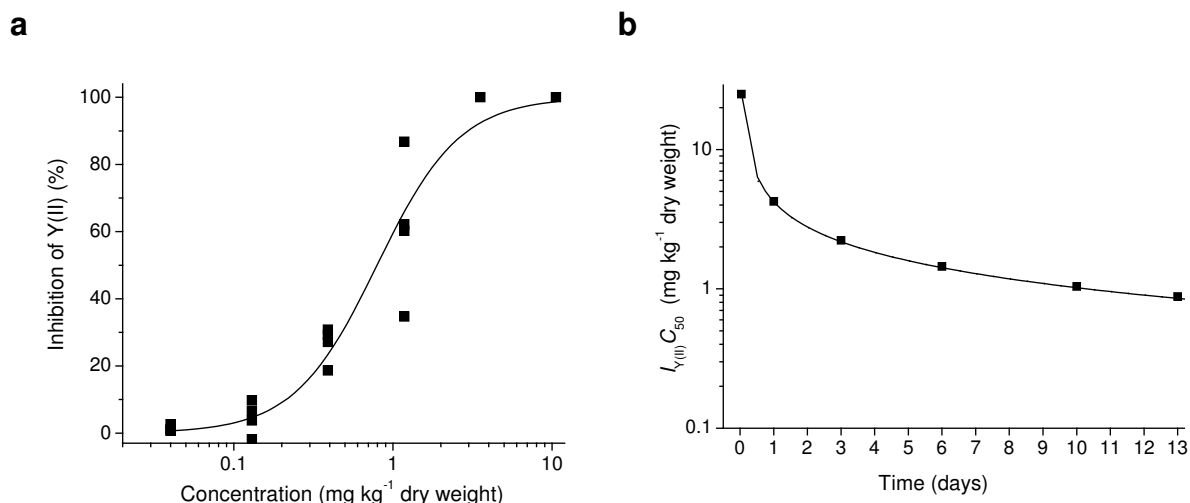 a
b
Inhibition of Y(II) (%)
100
80
60
40
20
0
0.1
1
10
Concentration (mg kg⁻¹ dry weight)
I_Y(II) C₅₀ (mg kg⁻¹ dry weight)
10
1
0.1
0 1 2 3 4 5 6 7 8 9 10 11 12 13
Time (days)